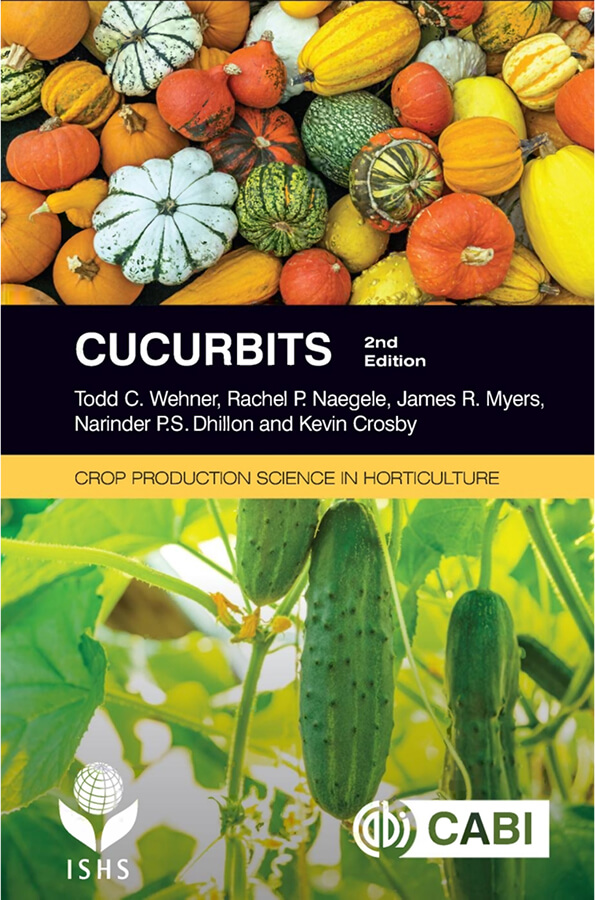 CUCURBITS
2nd
Edition
Todd C. Wehner, Rachel P. Naegele, James R. Myers,
Narinder P.S. Dhillon and Kevin Crosby
CROP PRODUCTION SCIENCE IN HORTICULTURE
ISHS
cabi CABI